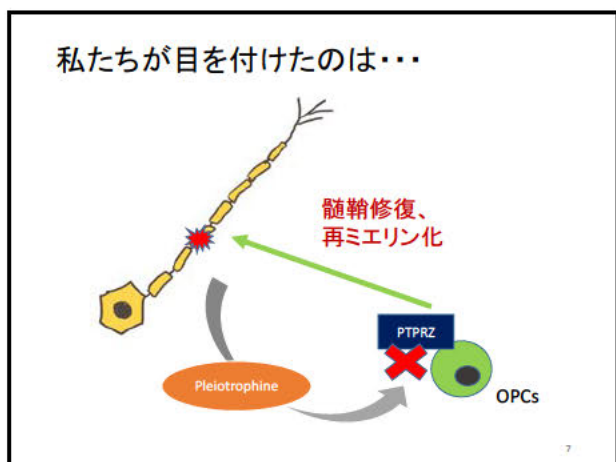 私たちが目を付けたのは・・・
髄鞘修復、
再ミエリン化
PTPRZ
Pleiotrophine
OPCs
7